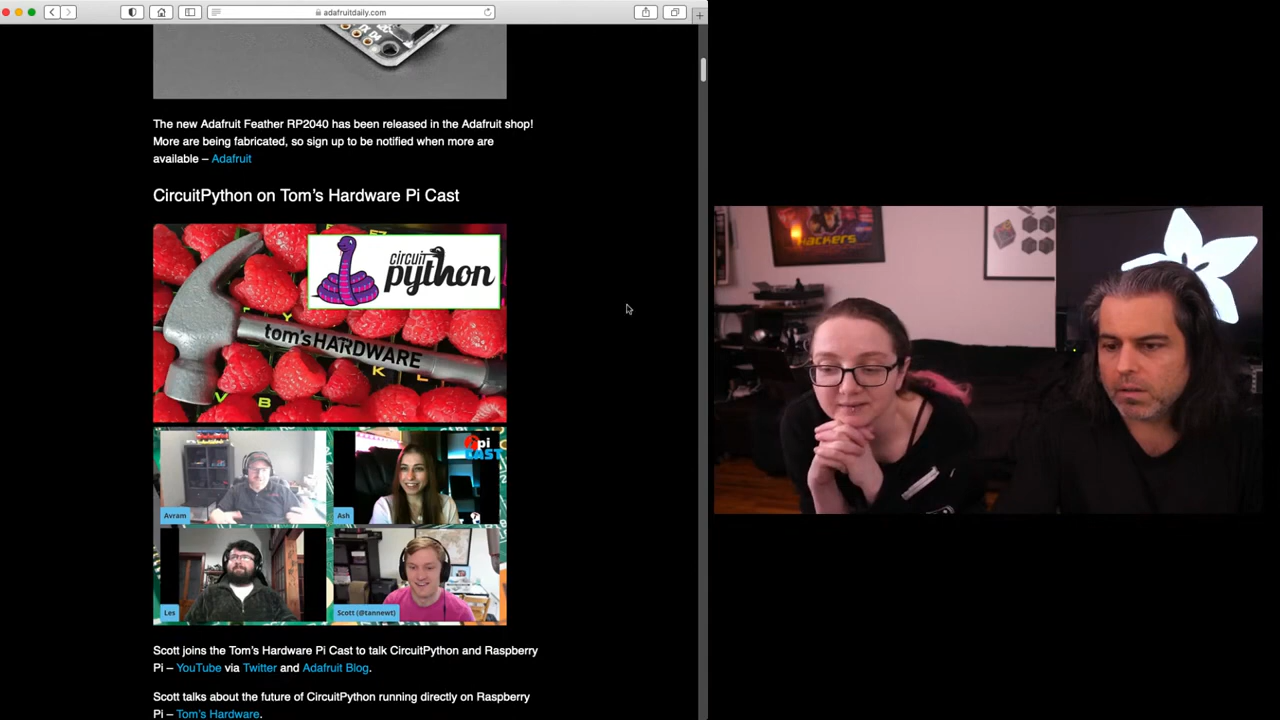 adafruitdaily.com
TX D4
The new Adafruit Feather RP2040 has been released in the Adafruit shop!
More are being fabricated, so sign up to be notified when more are
available – Adafruit
CircuitPython on Tom's Hardware Pi Cast
circuit
python
tom'sHARDWARE
Y
K L
V B
pi
CAST
Avram
Ash
Les
Scott (@tannewt)
Scott joins the Tom's Hardware Pi Cast to talk CircuitPython and Raspberry
Pi – YouTube via Twitter and Adafruit Blog.
Scott talks about the future of CircuitPython running directly on Raspberry
Pi – Tom's Hardware.
HACKERS